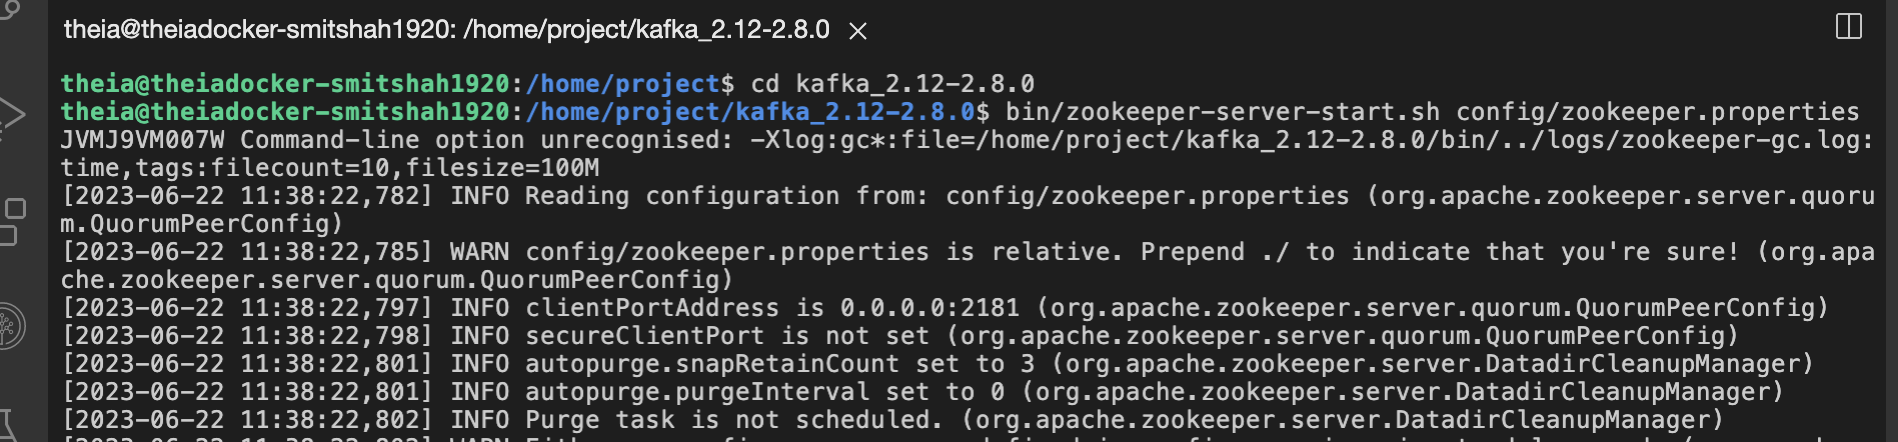 theia@theiadocker-smitshah1920: /home/project/kafka_2.12-2.8.0
theia@theiadocker-smitshah1920:/home/project$ cd kafka_2.12-2.8.0
theia@theiadocker-smitshah1920:/home/project/kafka_2.12-2.8.0$ bin/zookeeper-server-start.sh config/zookeeper.properties
JVMJ9VM007W Command-line option unrecognised: -Xlog:gc*:file=/home/project/kafka_2.12-2.8.0/bin/../logs/zookeeper-gc.log:
time,tags:filecount=10,filesize=100M
[2023-06-22 11:38:22,782] INFO Reading configuration from: config/zookeeper.properties (org.apache.zookeeper.server.quoru
m.QuorumPeerConfig)
[2023-06-22 11:38:22,785] WARN config/zookeeper.properties is relative. Prepend ./ to indicate that you're sure! (org.apa
che.zookeeper.server.quorum.QuorumPeerConfig)
[2023-06-22 11:38:22,797] INFO clientPortAddress is 0.0.0.0:2181 (org.apache.zookeeper.server.quorum.QuorumPeerConfig)
[2023-06-22 11:38:22,798] INFO secureClientPort is not set (org.apache.zookeeper.server.quorum.QuorumPeerConfig)
[2023-06-22 11:38:22,801] INFO autopurge.snapRetainCount set to 3 (org.apache.zookeeper.server.DatadirCleanupManager)
[2023-06-22 11:38:22,801] INFO autopurge.purgeInterval set to 0 (org.apache.zookeeper.server.DatadirCleanupManager)
[2023-06-22 11:38:22,802] INFO Purge task is not scheduled. (org.apache.zookeeper.server.DatadirCleanupManager)